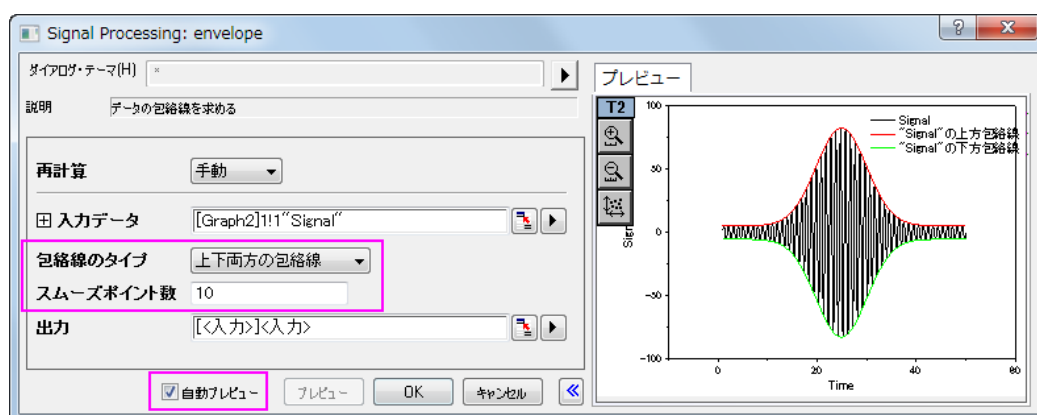 Signal Processing: envelope
ダイアログ・テーマ(H) *
説明 データの包絡線を求める
再計算 手動
入力データ [Graph2]1!1"Signal"
包絡線のタイプ 上下両方の包絡線
スムーズポイント数 10
出力 [<入力>]<入力>
自動プレビュー プレビュー OK キャンセル
プレビュー
T2
Signal
"Signal"の上方包絡線
"Signal"の下方包絡線
100
50
0
-50
-100
Sign
0 20 40 60
Time